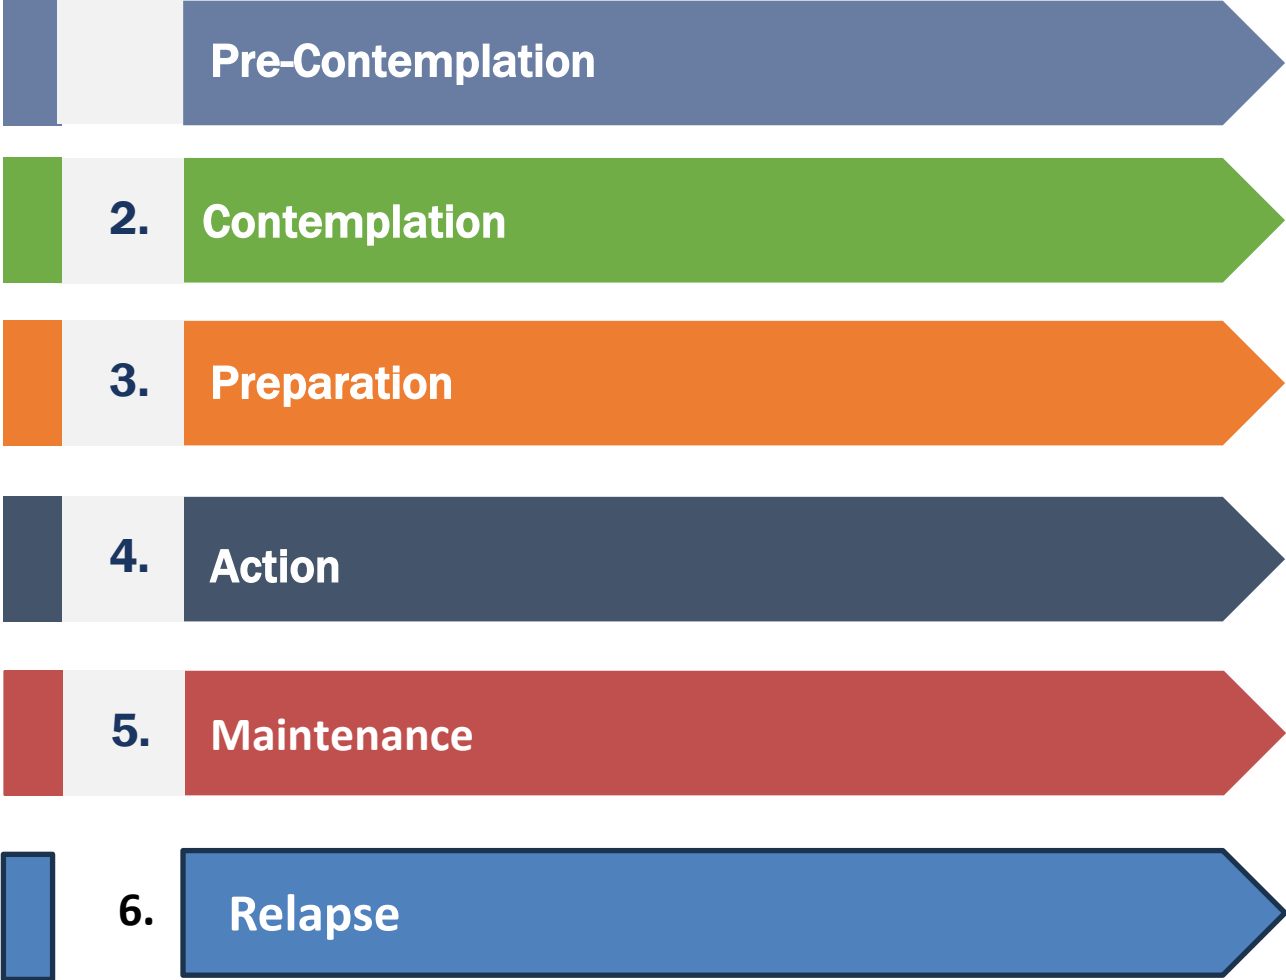 Pre-Contemplation
2. Contemplation
3. Preparation
4. Action
5. Maintenance
6. Relapse